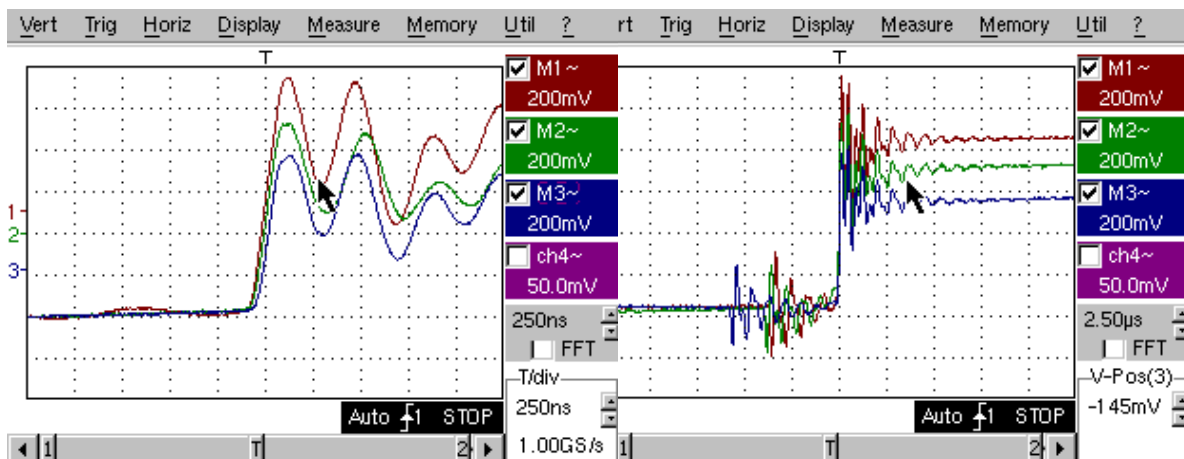 Vert Trig Horiz Display Measure Memory Util ?
T
M1~
200mV
M2~
200mV
M3~
200mV
ch4~
50.0mV
250ns
FFT
T/div
250ns
1.00GS/s
1-
2-
3-
Auto 1 STOP
1 T 2
rt Trig Horiz Display Measure Memory Util ?
T
M1~
200mV
M2~
200mV
M3~
200mV
ch4~
50.0mV
2.50µs
FFT
V-Pos(3)
-145mV
Auto 1 STOP
1 T 2